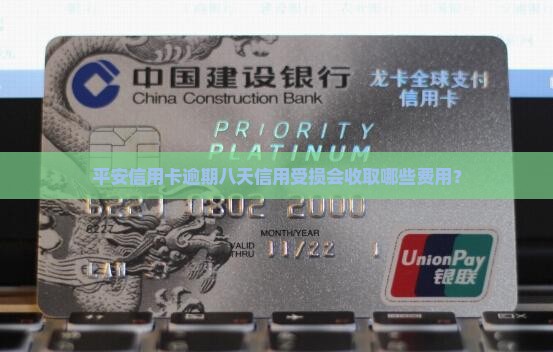 中国建设银行
China Construction Bank
龙卡全球支付
信用卡
PRIORITY
PLATINUM
平安信用卡逾期八天信用受损会收取哪些费用？
0802 2000
6227
MONTH/YEAR
VALID
THRU
11/22
UnionPay
银联